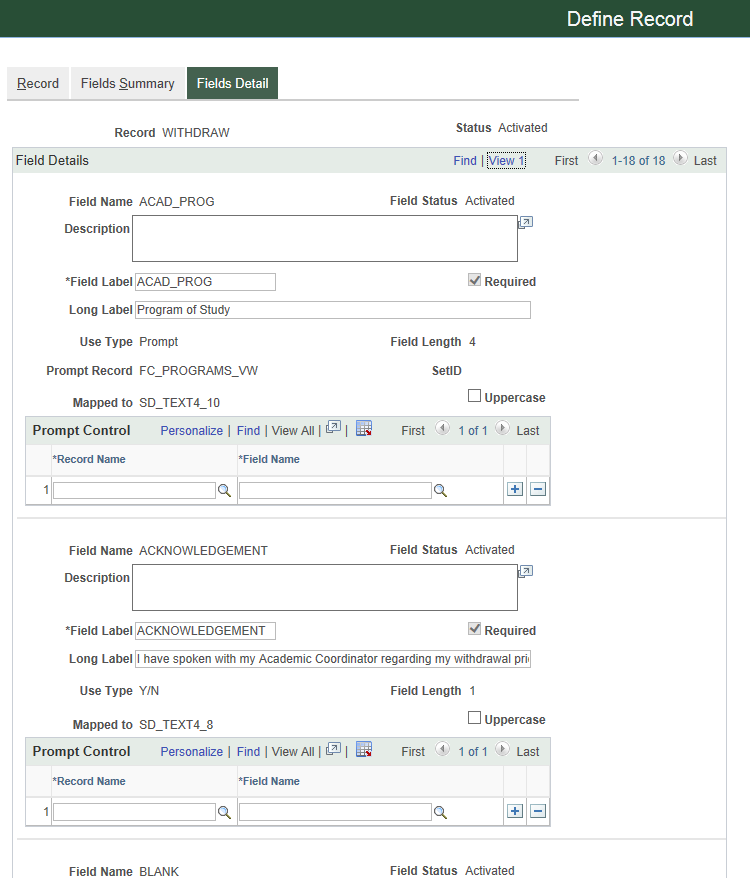 Define Record
Record Fields Summary Fields Detail
Record WITHDRAW Status Activated
Field Details Find | View 1 First 1-18 of 18 Last
Field Name ACAD_PROG Field Status Activated
Description
*Field Label ACAD_PROG Required
Long Label Program of Study
Use Type Prompt Field Length 4
Prompt Record FC_PROGRAMS_VW SetID
Mapped to SD_TEXT4_10 Uppercase
Prompt Control Personalize | Find | View All | | First 1 of 1 Last
*Record Name *Field Name
1
Field Name ACKNOWLEDGEMENT Field Status Activated
Description
*Field Label ACKNOWLEDGEMENT Required
Long Label I have spoken with my Academic Coordinator regarding my withdrawal pri
Use Type Y/N Field Length 1
Mapped to SD_TEXT4_8 Uppercase
Prompt Control Personalize | Find | View All | | First 1 of 1 Last
*Record Name *Field Name
1
Field Name BLANK Field Status Activated